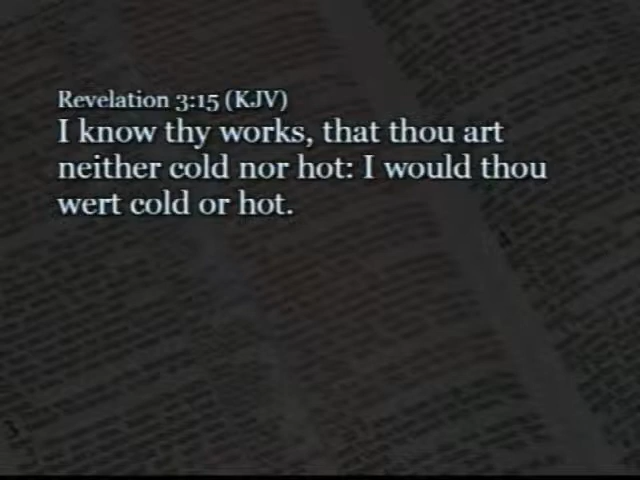 Revelation 3:15 (KJV)
I know thy works, that thou art
neither cold nor hot: I would thou
wert cold or hot.